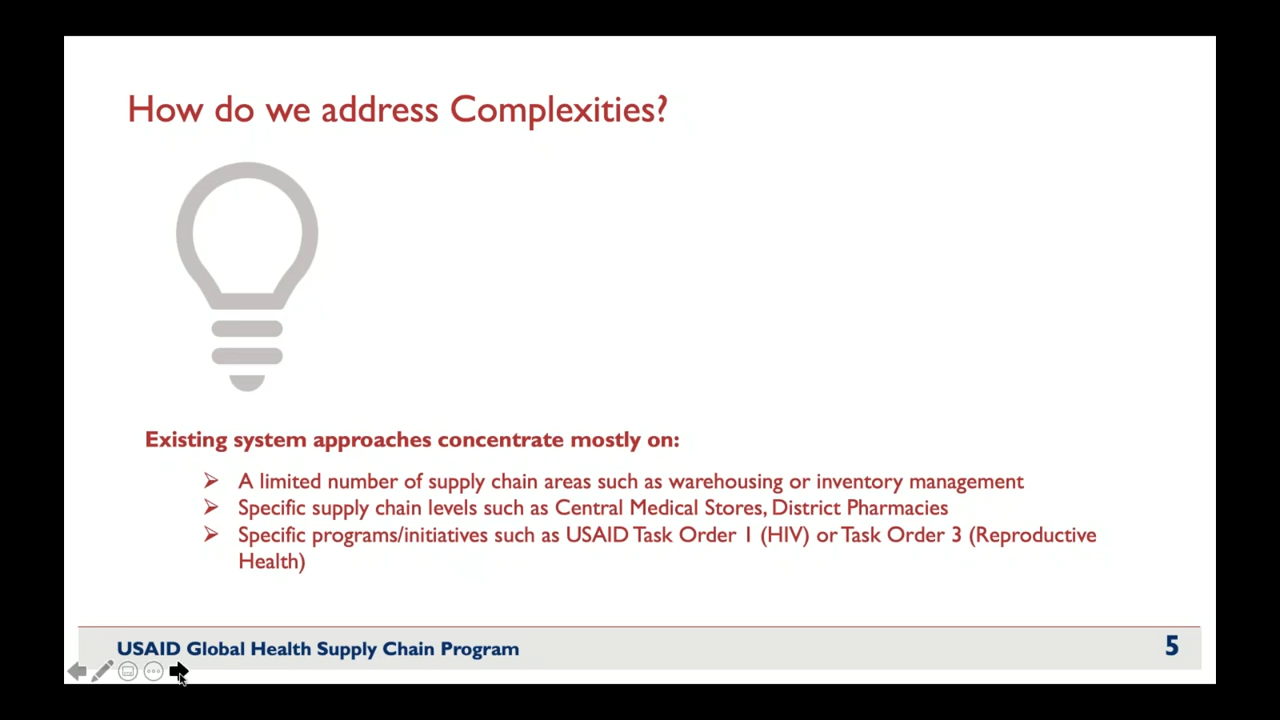 How do we address Complexities?
Existing system approaches concentrate mostly on:
➢ A limited number of supply chain areas such as warehousing or inventory management
➢ Specific supply chain levels such as Central Medical Stores, District Pharmacies
➢ Specific programs/initiatives such as USAID Task Order 1 (HIV) or Task Order 3 (Reproductive
Health)
USAID Global Health Supply Chain Program
5